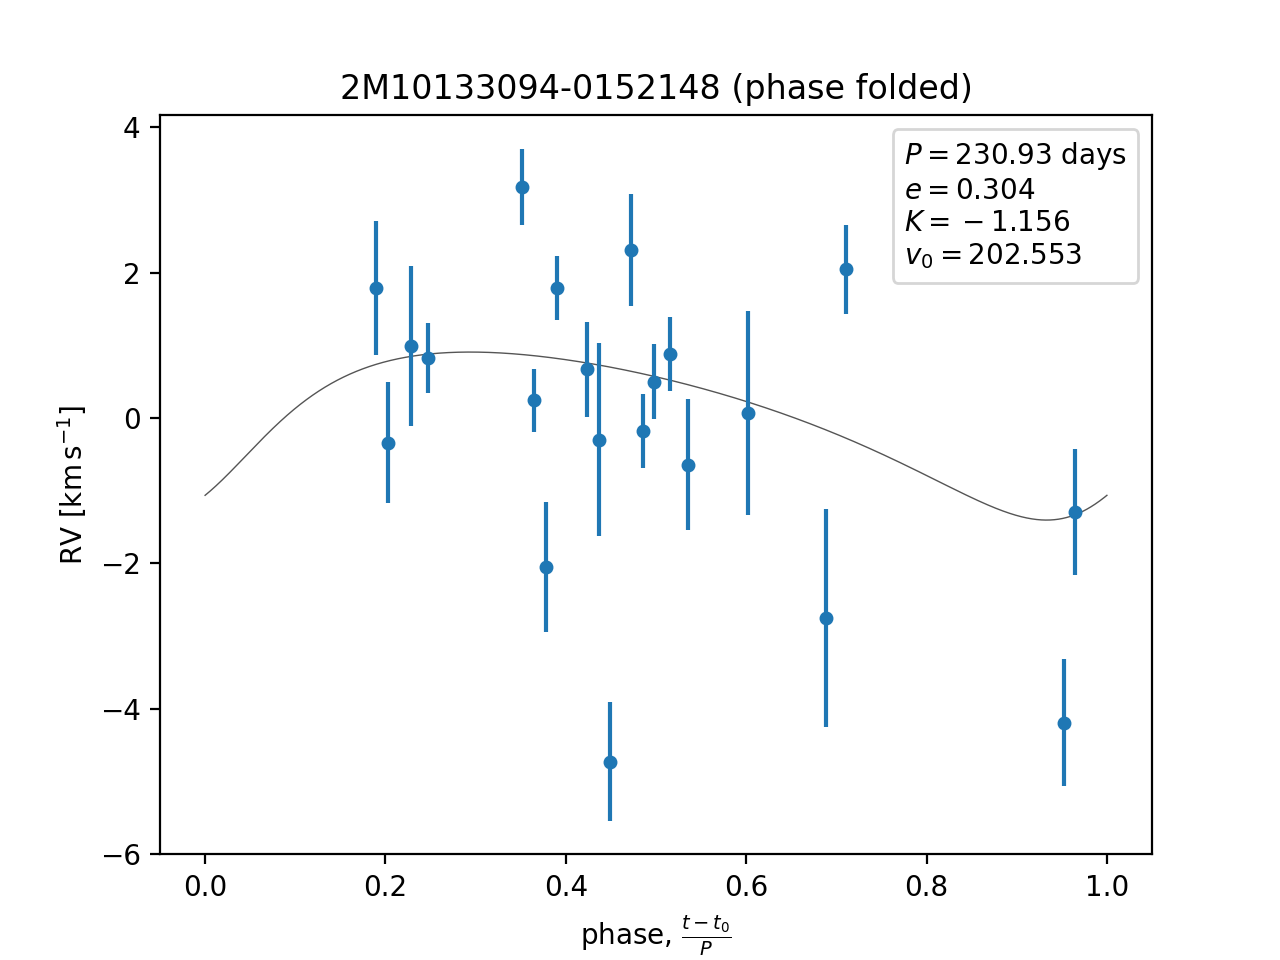 2M10133094-0152148 (phase folded)
P = 230.93 days
e = 0.304
K = −1.156
v₀ = 202.553
4
2
0
−2
−4
−6
RV [km s⁻¹]
0.0 0.2 0.4 0.6 0.8 1.0
phase, (t − t₀)/P